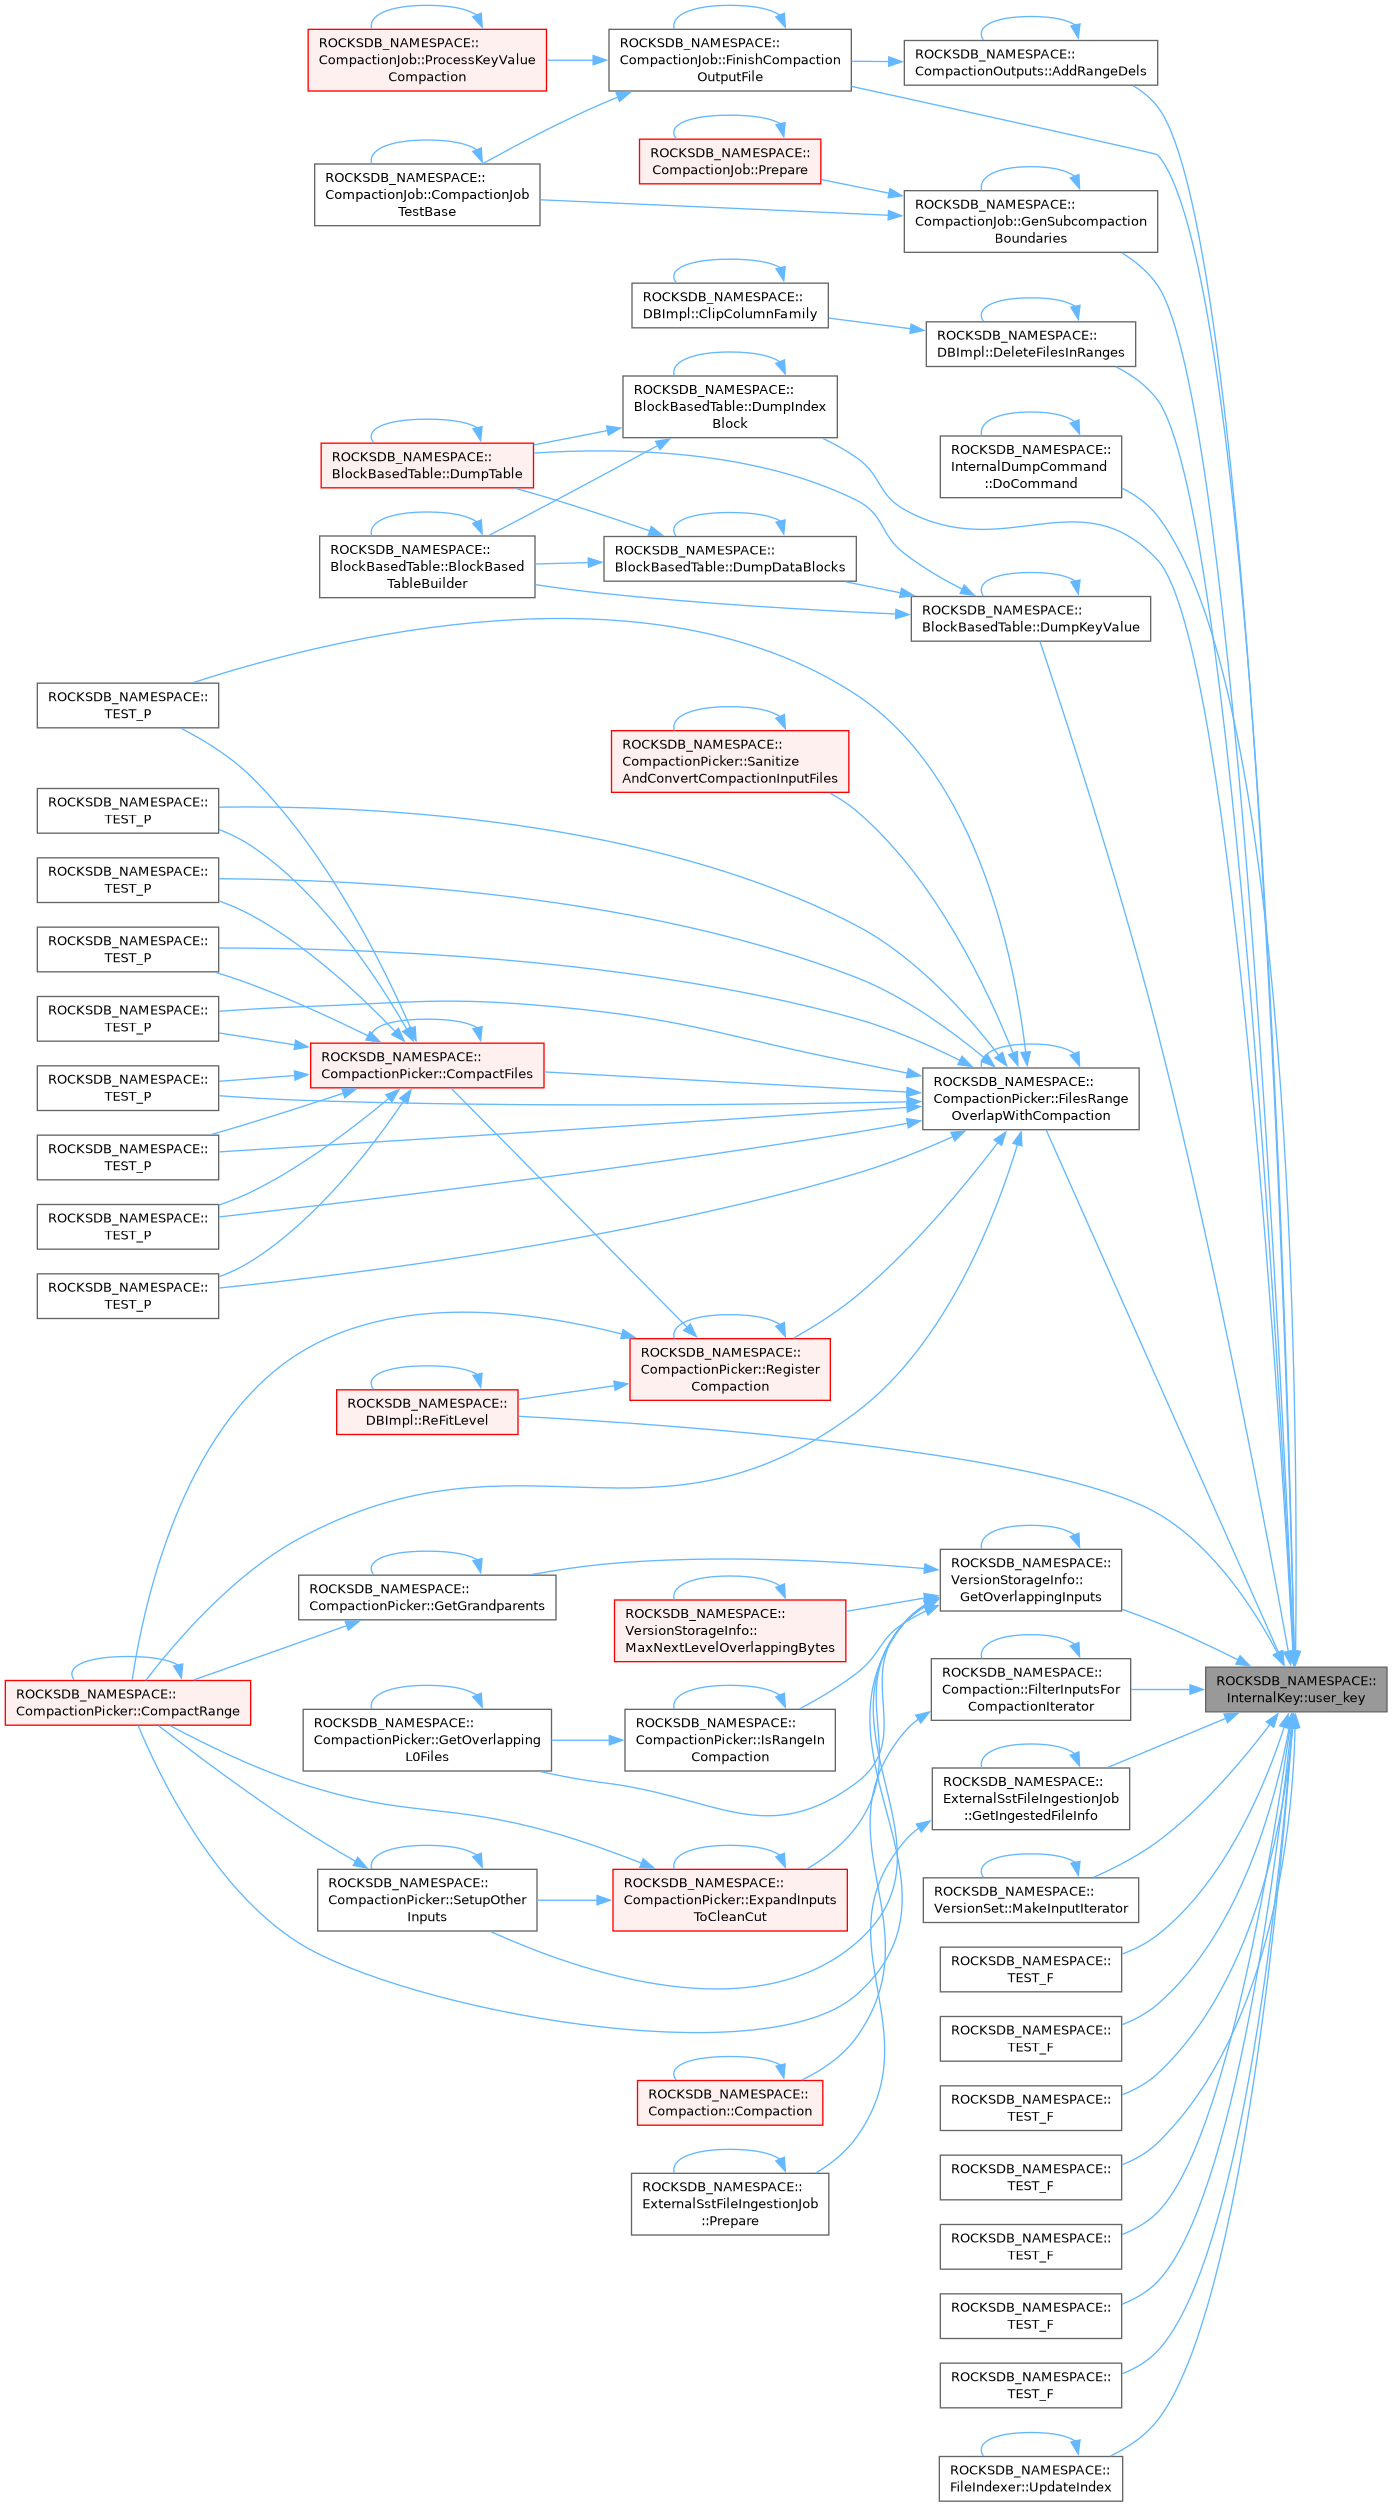 ROCKSDB_NAMESPACE::
CompactionJob::ProcessKeyValue
Compaction
ROCKSDB_NAMESPACE::
CompactionJob::FinishCompaction
OutputFile
ROCKSDB_NAMESPACE::
CompactionOutputs::AddRangeDels
ROCKSDB_NAMESPACE::
CompactionJob::Prepare
ROCKSDB_NAMESPACE::
CompactionJob::CompactionJob
TestBase
ROCKSDB_NAMESPACE::
CompactionJob::GenSubcompaction
Boundaries
ROCKSDB_NAMESPACE::
DBImpl::ClipColumnFamily
ROCKSDB_NAMESPACE::
DBImpl::DeleteFilesInRanges
ROCKSDB_NAMESPACE::
BlockBasedTable::DumpIndex
Block
ROCKSDB_NAMESPACE::
BlockBasedTable::DumpTable
ROCKSDB_NAMESPACE::
InternalDumpCommand
::DoCommand
ROCKSDB_NAMESPACE::
BlockBasedTable::BlockBased
TableBuilder
ROCKSDB_NAMESPACE::
BlockBasedTable::DumpDataBlocks
ROCKSDB_NAMESPACE::
BlockBasedTable::DumpKeyValue
ROCKSDB_NAMESPACE::
TEST_P
ROCKSDB_NAMESPACE::
CompactionPicker::Sanitize
AndConvertCompactionInputFiles
ROCKSDB_NAMESPACE::
TEST_P
ROCKSDB_NAMESPACE::
TEST_P
ROCKSDB_NAMESPACE::
TEST_P
ROCKSDB_NAMESPACE::
TEST_P
ROCKSDB_NAMESPACE::
CompactionPicker::CompactFiles
ROCKSDB_NAMESPACE::
TEST_P
ROCKSDB_NAMESPACE::
CompactionPicker::FilesRange
OverlapWithCompaction
ROCKSDB_NAMESPACE::
TEST_P
ROCKSDB_NAMESPACE::
TEST_P
ROCKSDB_NAMESPACE::
TEST_P
ROCKSDB_NAMESPACE::
CompactionPicker::Register
Compaction
ROCKSDB_NAMESPACE::
DBImpl::ReFitLevel
ROCKSDB_NAMESPACE::
VersionStorageInfo::
GetOverlappingInputs
ROCKSDB_NAMESPACE::
CompactionPicker::GetGrandparents
ROCKSDB_NAMESPACE::
VersionStorageInfo::
MaxNextLevelOverlappingBytes
ROCKSDB_NAMESPACE::
CompactionPicker::CompactRange
ROCKSDB_NAMESPACE::
Compaction::FilterInputsFor
CompactionIterator
ROCKSDB_NAMESPACE::
InternalKey::user_key
ROCKSDB_NAMESPACE::
CompactionPicker::GetOverlapping
L0Files
ROCKSDB_NAMESPACE::
CompactionPicker::IsRangeIn
Compaction
ROCKSDB_NAMESPACE::
ExternalSstFileIngestionJob
::GetIngestedFileInfo
ROCKSDB_NAMESPACE::
CompactionPicker::SetupOther
Inputs
ROCKSDB_NAMESPACE::
CompactionPicker::ExpandInputs
ToCleanCut
ROCKSDB_NAMESPACE::
VersionSet::MakeInputIterator
ROCKSDB_NAMESPACE::
TEST_F
ROCKSDB_NAMESPACE::
TEST_F
ROCKSDB_NAMESPACE::
Compaction::Compaction
ROCKSDB_NAMESPACE::
TEST_F
ROCKSDB_NAMESPACE::
ExternalSstFileIngestionJob
::Prepare
ROCKSDB_NAMESPACE::
TEST_F
ROCKSDB_NAMESPACE::
TEST_F
ROCKSDB_NAMESPACE::
TEST_F
ROCKSDB_NAMESPACE::
TEST_F
ROCKSDB_NAMESPACE::
FileIndexer::UpdateIndex